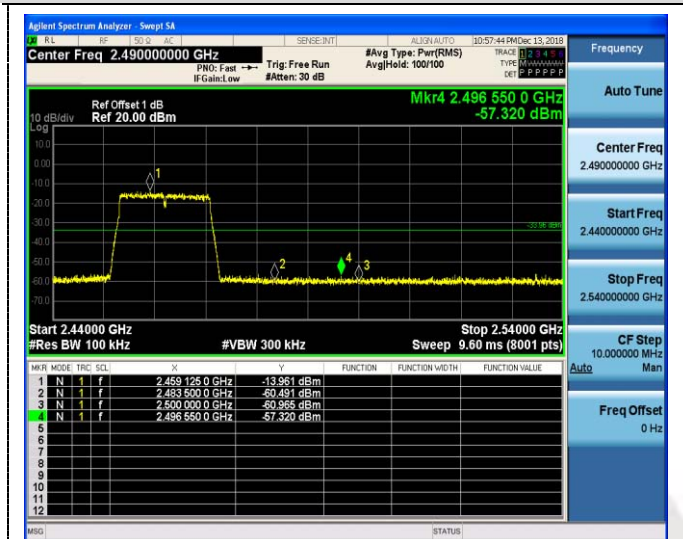 Agilent Spectrum Analyzer - Swept SA
RL RF 50 Ω AC SENSE:INT ALIGN AUTO 10:57:44 PM Dec 13, 2018
Center Freq 2.490000000 GHz
PNO: Fast
IFGain:Low
Trig: Free Run
#Atten: 30 dB
#Avg Type: Pwr(RMS)
Avg|Hold: 100/100
TRACE 1 2 3 4 5 6
TYPE M
DET P P P P P P
Frequency
Auto Tune
Center Freq
2.490000000 GHz
Start Freq
2.440000000 GHz
Stop Freq
2.540000000 GHz
CF Step
10.000000 MHz
Auto Man
Freq Offset
0 Hz
Mkr4 2.496 550 0 GHz
-57.320 dBm
Ref Offset 1 dB
10 dB/div Ref 20.00 dBm
Log
10.0
0.00
-10.0
-20.0
-30.0
-40.0
-50.0
-60.0
-70.0
1
2
4
3
-33.96 dBm
Start 2.44000 GHz Stop 2.54000 GHz
#Res BW 100 kHz #VBW 300 kHz Sweep 9.60 ms (8001 pts)
MKR MODE TRC SCL X Y FUNCTION FUNCTION WIDTH FUNCTION VALUE
1 N 1 f 2.459 125 0 GHz -13.961 dBm
2 N 1 f 2.483 500 0 GHz -60.491 dBm
3 N 1 f 2.500 000 0 GHz -60.965 dBm
4 N 1 f 2.496 550 0 GHz -57.320 dBm
5
6
7
8
9
10
11
12
MSG STATUS